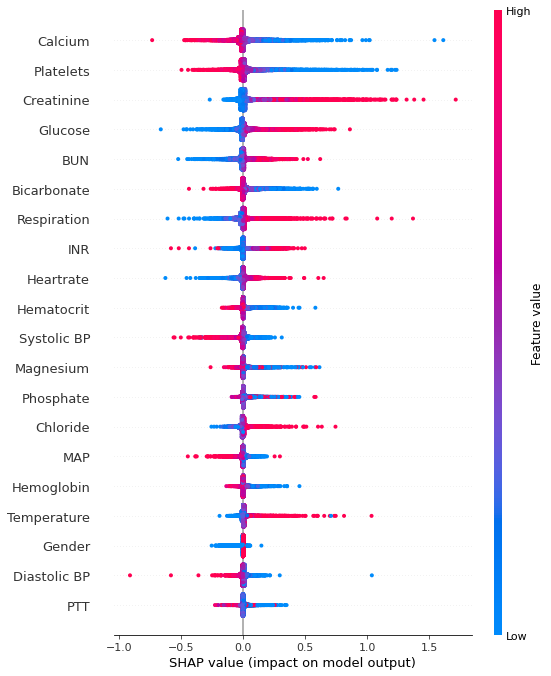 High
Calcium
Platelets
Creatinine
Glucose
BUN
Bicarbonate
Respiration
INR
Heartrate
Hematocrit
Systolic BP
Magnesium
Phosphate
Chloride
MAP
Hemoglobin
Temperature
Gender
Diastolic BP
PTT
Feature value
Low
−1.0 −0.5 0.0 0.5 1.0 1.5
SHAP value (impact on model output)